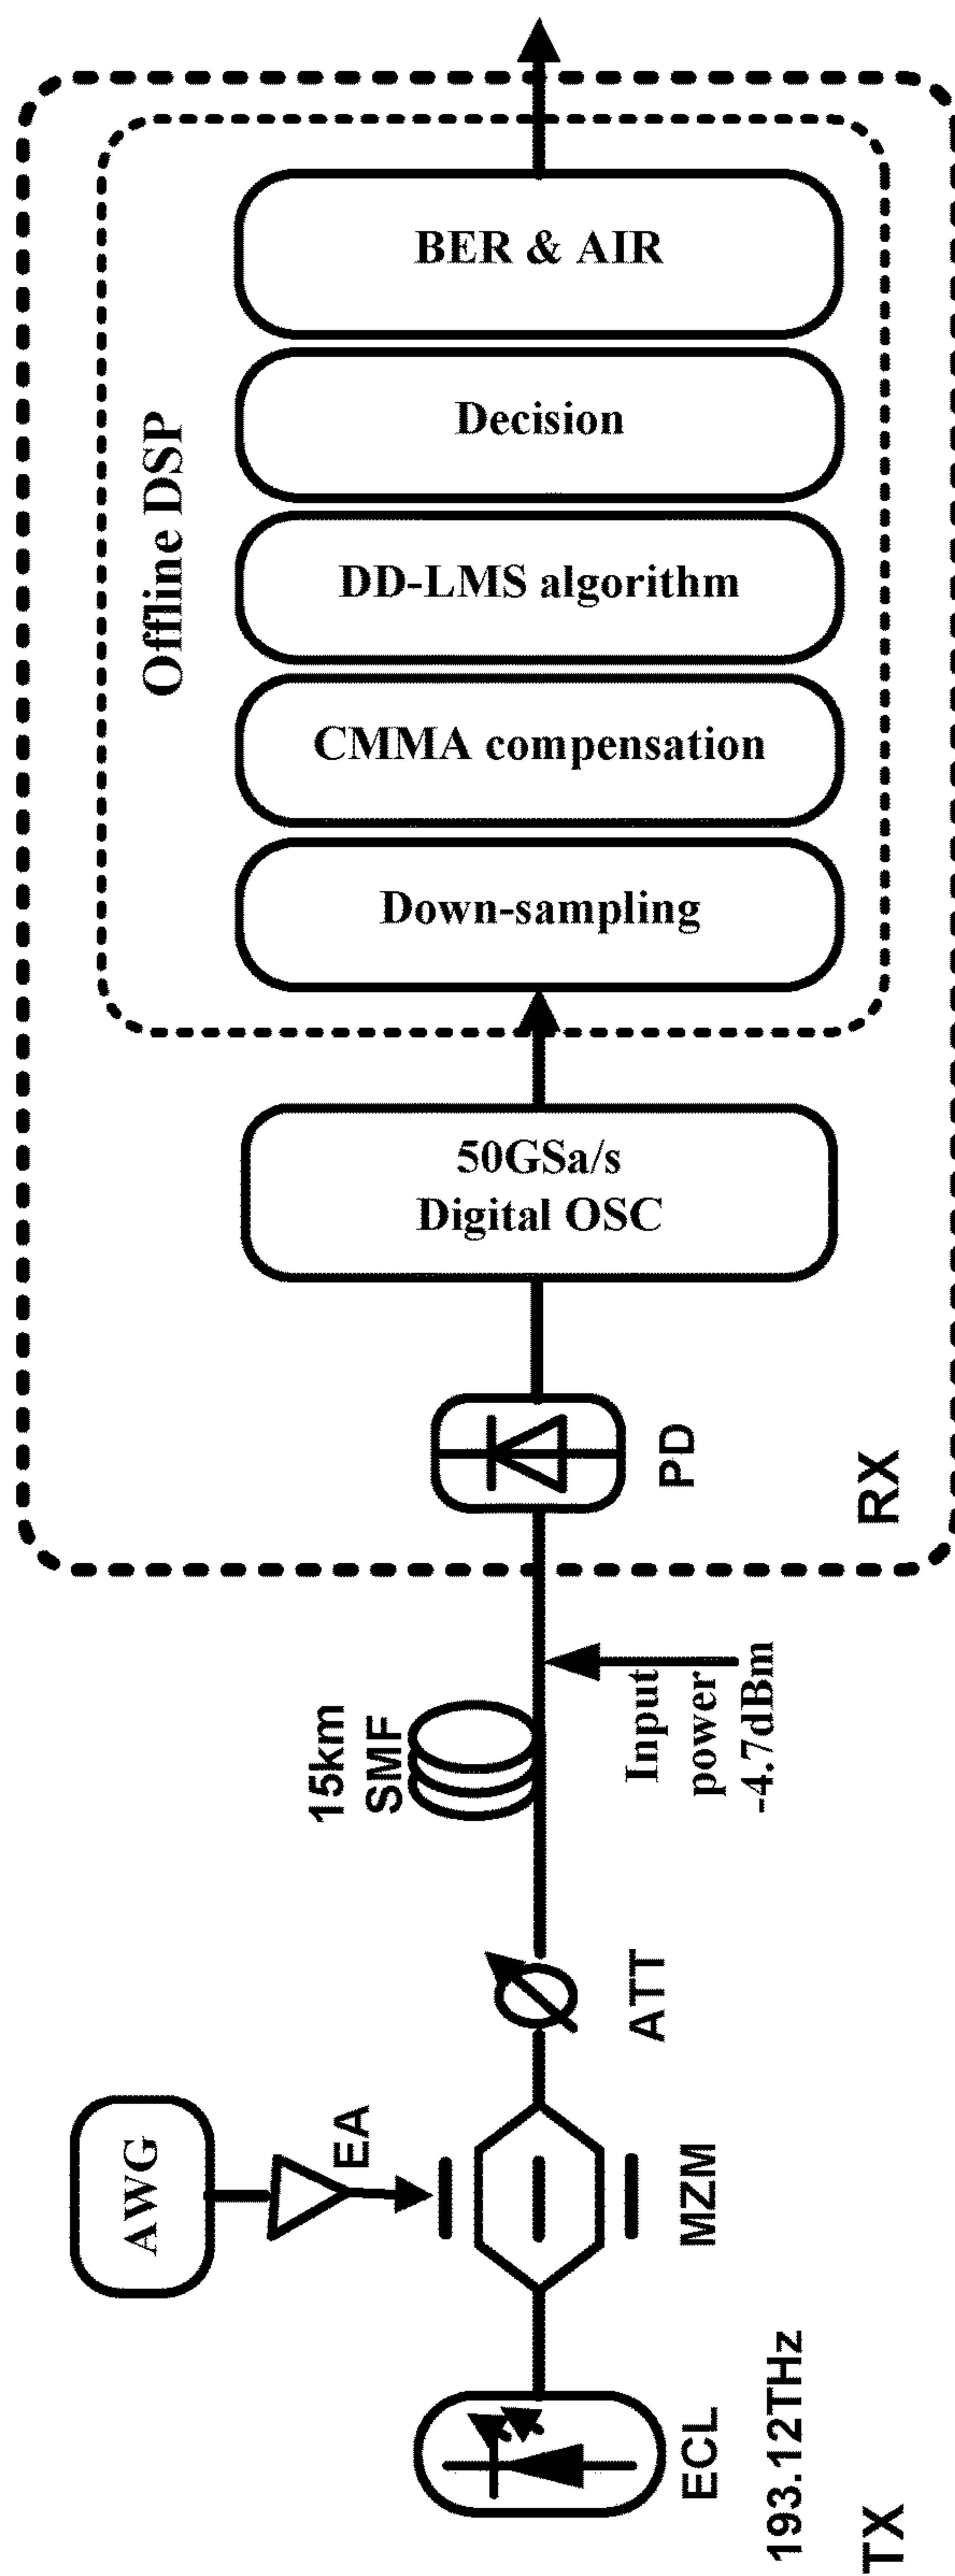 BER & AIR
Decision
DD-LMS algorithm
CMMA compensation
Down-sampling
Offline DSP
50GSa/s
Digital OSC
PD
RX
15km
SMF
Input
power
-4.7dBm
ATT
AWG
EA
MZM
ECL
193.12THz
TX